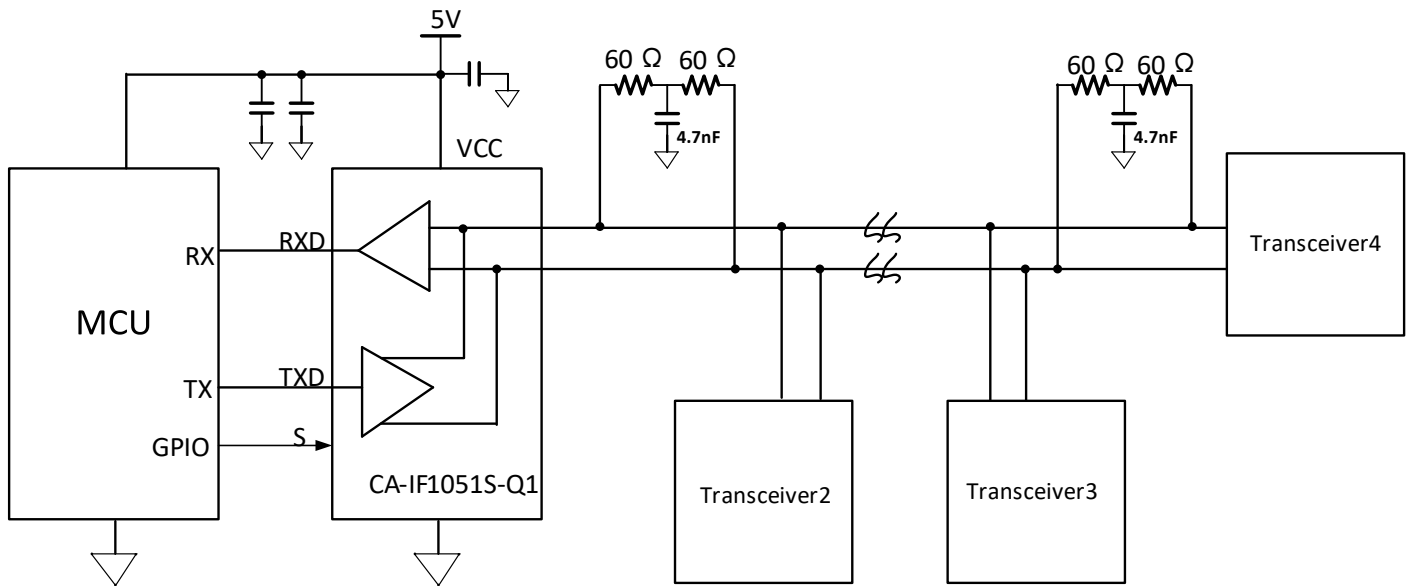 5V
60 Ω 60 Ω
60 Ω 60 Ω
4.7nF
4.7nF
VCC
RX
RXD
Transceiver4
MCU
TX
TXD
GPIO
S
CA-IF1051S-Q1
Transceiver2
Transceiver3